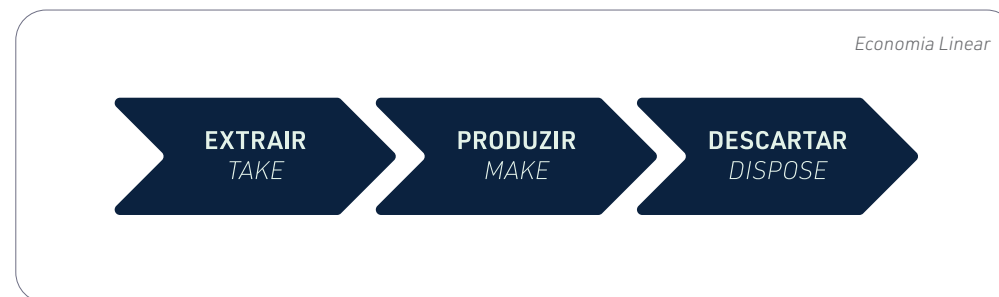 Economia Linear
EXTRAIR
TAKE
PRODUZIR
MAKE
DESCARTAR
DISPOSE